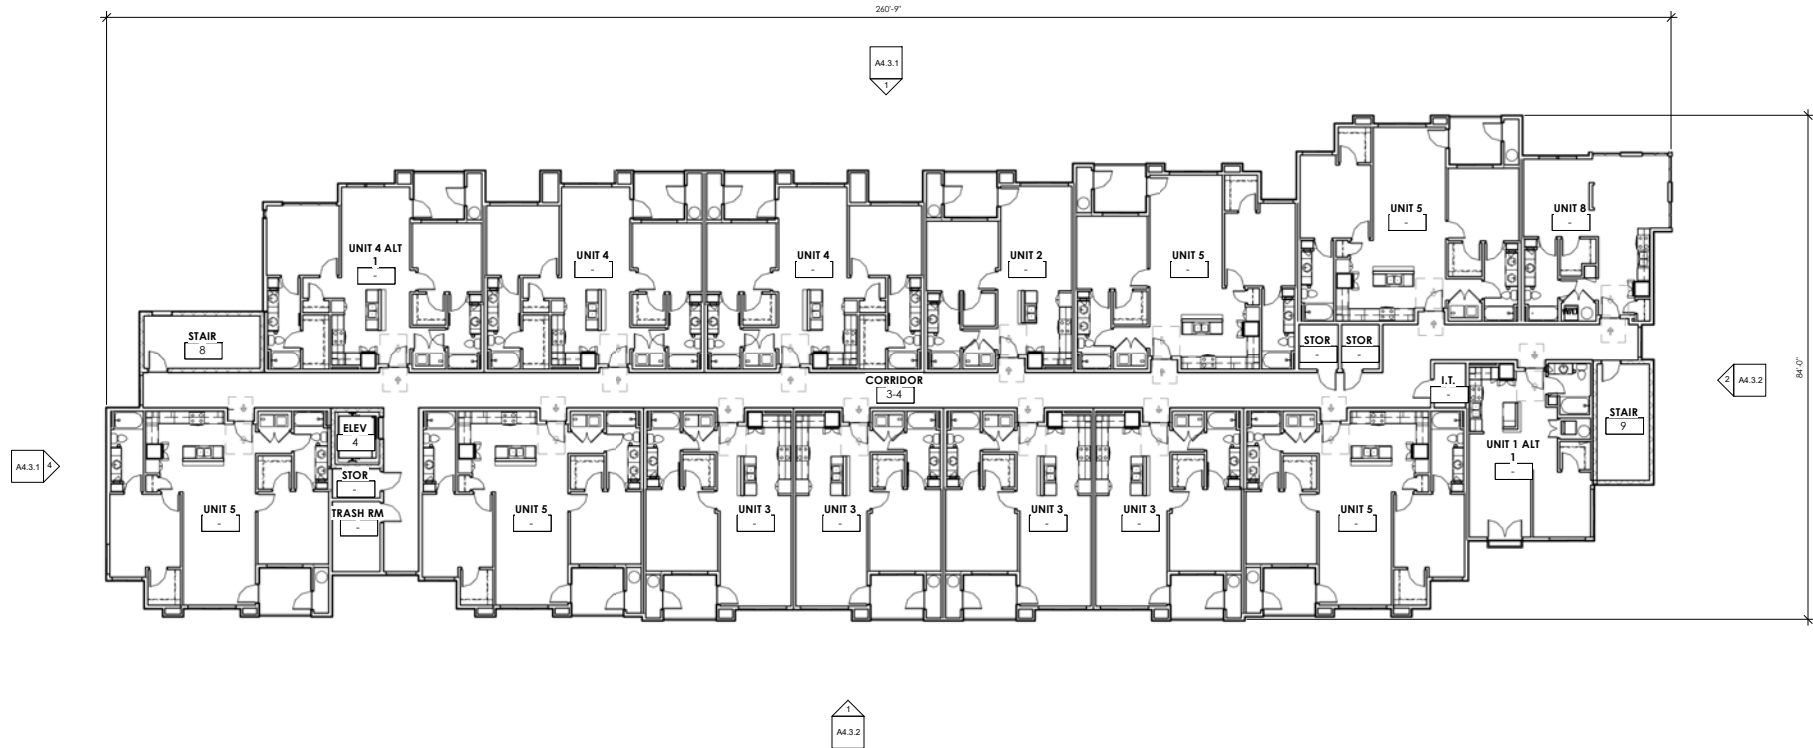 260'-9"
A4.3.1
1
UNIT 5
-
UNIT 8
-
UNIT 4 ALT
1
-
UNIT 4
-
UNIT 4
-
UNIT 2
-
UNIT 5
-
STAIR
8
STOR
-
STOR
-
84'-0"
CORRIDOR
3-4
I.T.
-
2
A4.3.2
STAIR
9
ELEV
4
UNIT 1 ALT
1
-
A4.3.1
4
STOR
-
UNIT 5
-
TRASH RM
-
UNIT 5
-
UNIT 3
-
UNIT 3
-
UNIT 3
-
UNIT 3
-
UNIT 5
-
1
A4.3.2